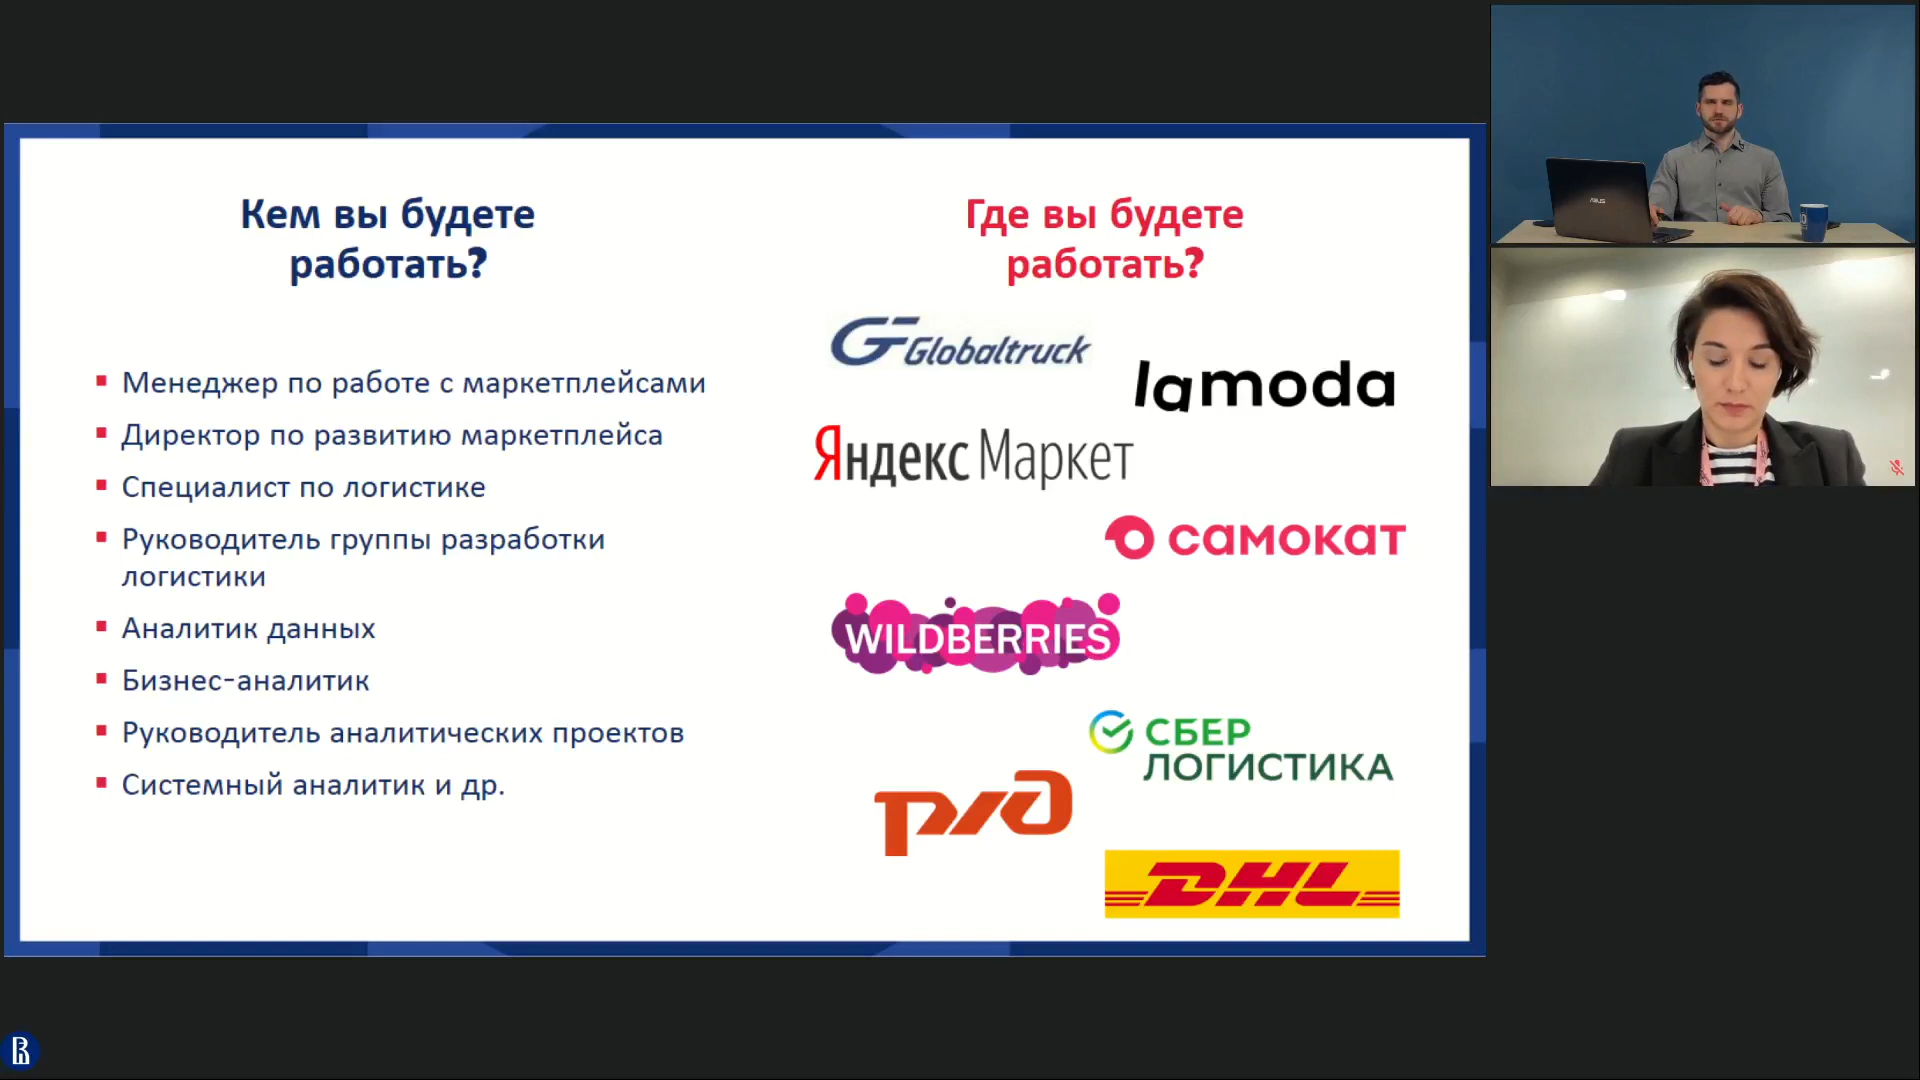 Кем вы будете
работать?
Менеджер по работе с маркетплейсами
Директор по развитию маркетплейса
Специалист по логистике
Руководитель группы разработки
логистики
Аналитик данных
Бизнес-аналитик
Руководитель аналитических проектов
Системный аналитик и др.
Где вы будете
работать?
Globaltruck
lamoda
Яндекс Маркет
самокат
WILDBERRIES
СБЕР
ЛОГИСТИКА
ржд
DHL
ASUS